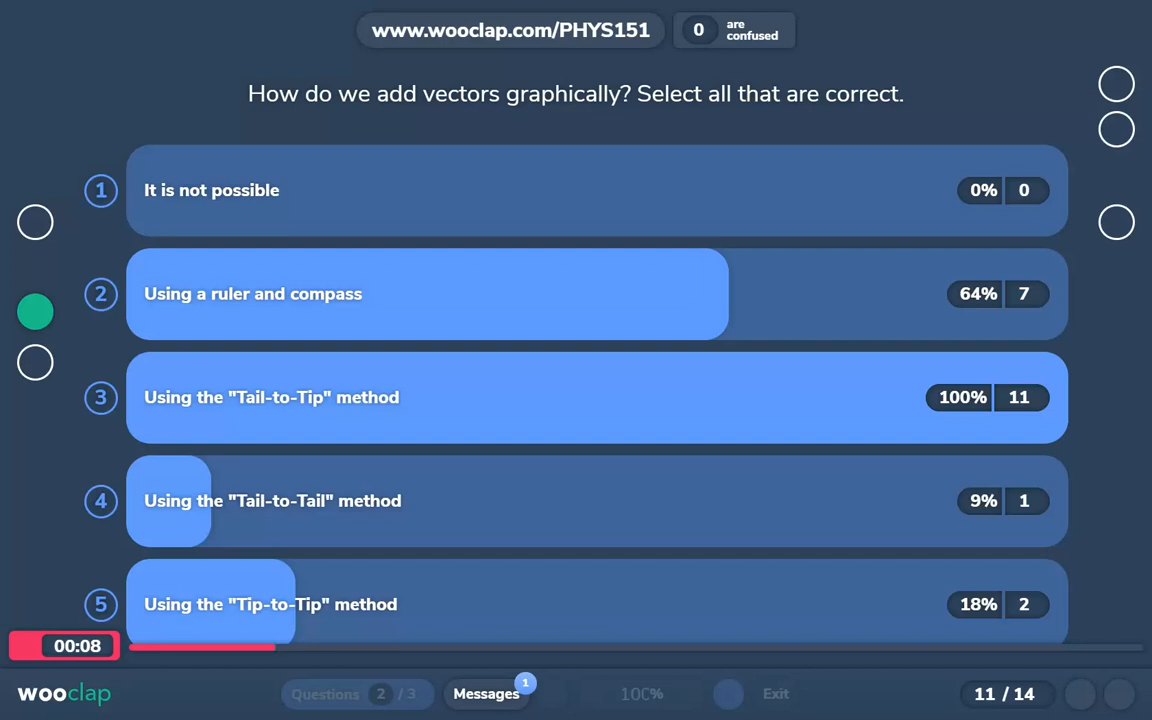 www.wooclap.com/PHYS151
0
are
confused
How do we add vectors graphically? Select all that are correct.
1
It is not possible
0% 0
2
Using a ruler and compass
64% 7
3
Using the "Tail-to-Tip" method
100% 11
4
Using the "Tail-to-Tail" method
9% 1
5
Using the "Tip-to-Tip" method
18% 2
00:08
wooclap
Questions 2 / 3
Messages 1
100%
Exit
11 / 14